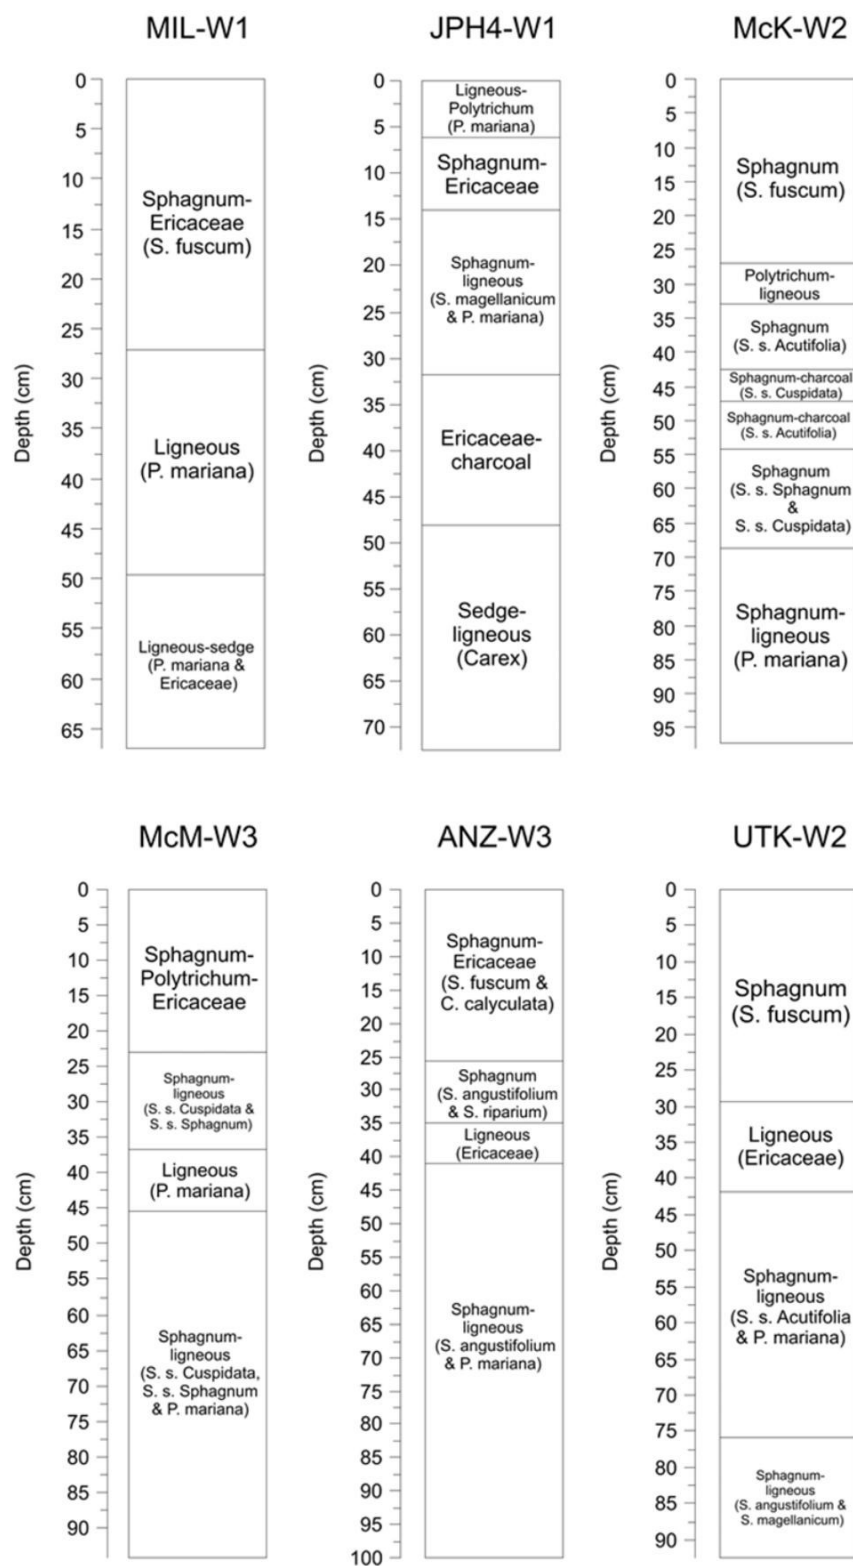 MIL-W1
Depth (cm)
0
5
10
15
20
25
30
35
40
45
50
55
60
65
Sphagnum-
Ericaceae
(S. fuscum)
Ligneous
(P. mariana)
Ligneous-sedge
(P. mariana &
Ericaceae)
JPH4-W1
Depth (cm)
0
5
10
15
20
25
30
35
40
45
50
55
60
65
70
Ligneous-
Polytrichum
(P. mariana)
Sphagnum-
Ericaceae
Sphagnum-
ligneous
(S. magellanicum
& P. mariana)
Ericaceae-
charcoal
Sedge-
ligneous
(Carex)
McK-W2
Depth (cm)
0
5
10
15
20
25
30
35
40
45
50
55
60
65
70
75
80
85
90
95
Sphagnum
(S. fuscum)
Polytrichum-
ligneous
Sphagnum
(S. s. Acutifolia)
Sphagnum-charcoal
(S. s. Cuspidata)
Sphagnum-charcoal
(S. s. Acutifolia)
Sphagnum
(S. s. Sphagnum
&
S. s. Cuspidata)
Sphagnum-
ligneous
(P. mariana)
McM-W3
Depth (cm)
0
5
10
15
20
25
30
35
40
45
50
55
60
65
70
75
80
85
90
Sphagnum-
Polytrichum-
Ericaceae
Sphagnum-
ligneous
(S. s. Cuspidata &
S. s. Sphagnum)
Ligneous
(P. mariana)
Sphagnum-
ligneous
(S. s. Cuspidata,
S. s. Sphagnum
& P. mariana)
ANZ-W3
Depth (cm)
0
5
10
15
20
25
30
35
40
45
50
55
60
65
70
75
80
85
90
95
100
Sphagnum-
Ericaceae
(S. fuscum &
C. calyculata)
Sphagnum
(S. angustifolium
& S. riparium)
Ligneous
(Ericaceae)
Sphagnum-
ligneous
(S. angustifolium
& P. mariana)
UTK-W2
Depth (cm)
0
5
10
15
20
25
30
35
40
45
50
55
60
65
70
75
80
85
90
Sphagnum
(S. fuscum)
Ligneous
(Ericaceae)
Sphagnum-
ligneous
(S. s. Acutifolia
& P. mariana)
Sphagnum-
ligneous
(S. angustifolium &
S. magellanicum)